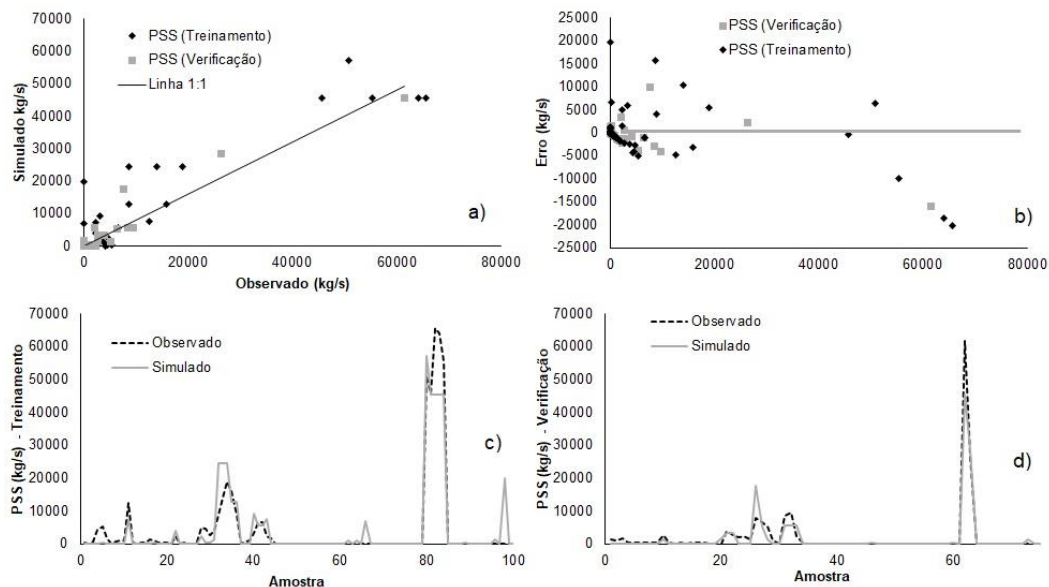 70000
60000
50000
40000
30000
20000
10000
0
Simulado kg/s
◆ PSS (Treinamento)
■ PSS (Verificação)
Linha 1:1
a)
0 20000 40000 60000 80000
Observado (kg/s)
25000
20000
15000
10000
5000
0
-5000
-10000
-15000
-20000
-25000
Erro (kg/s)
■ PSS (Verificação)
◆ PSS (Treinamento)
b)
0 20000 40000 60000 80000
70000
60000
50000
40000
30000
20000
10000
0
PSS (kg/s) - Treinamento
Observado
Simulado
c)
0 20 40 60 80 100
Amostra
70000
60000
50000
40000
30000
20000
10000
0
PSS (kg/s) - Verificação
Observado
Simulado
d)
0 20 40 60
Amostra